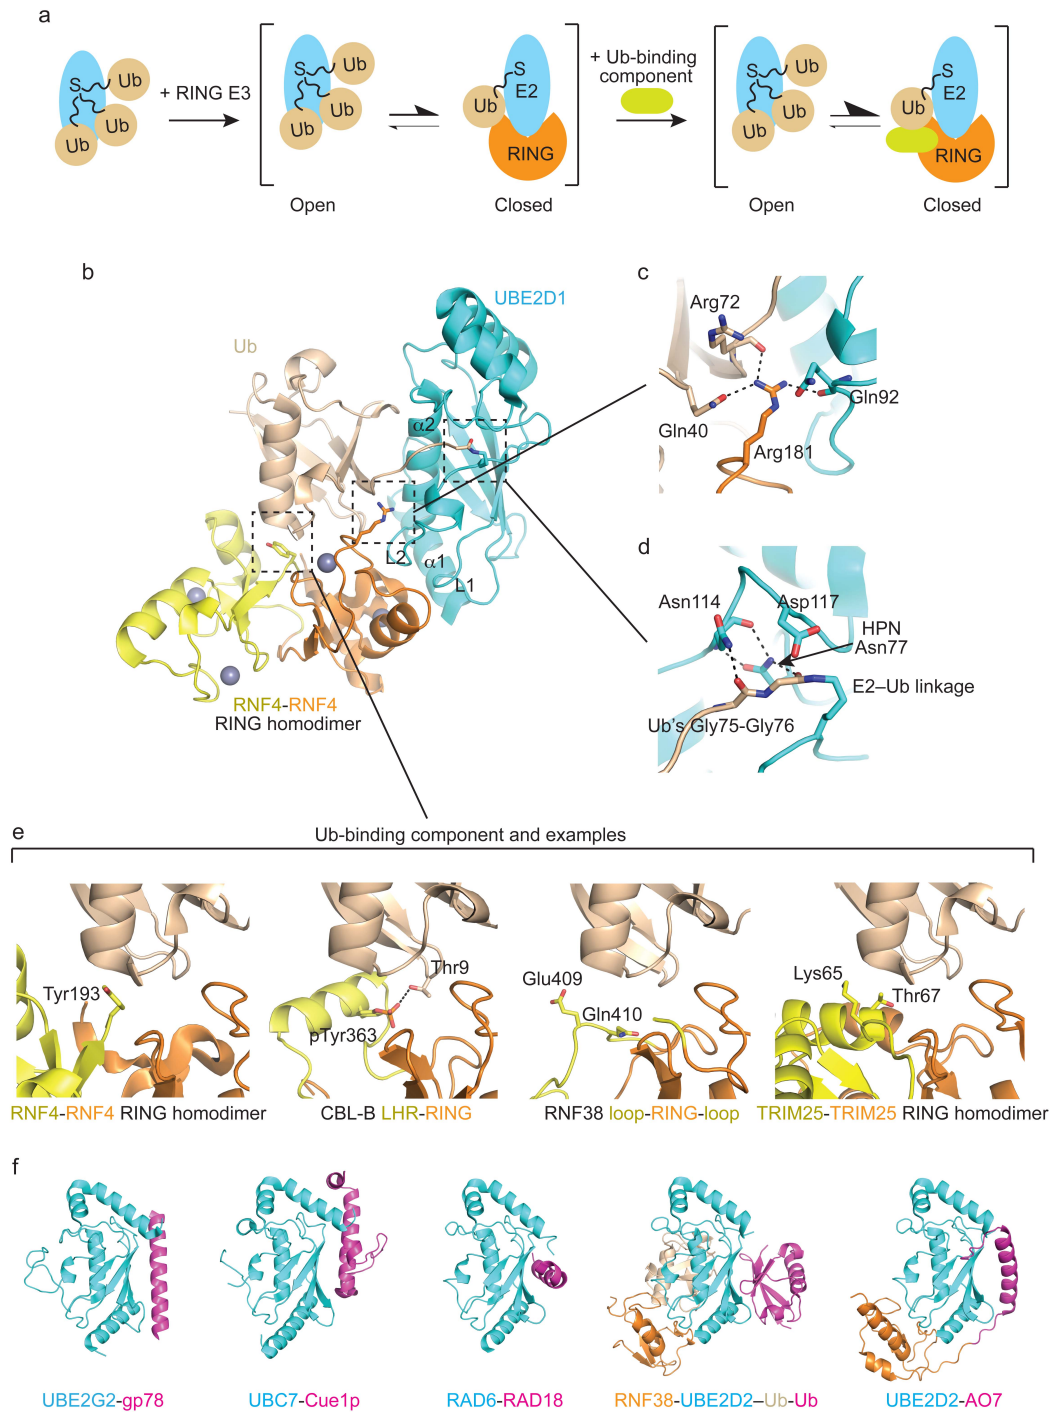 a
S
Ub
Ub
Ub
+ RING E3
S
Ub
Ub
Ub
Open
S
Ub
E2
RING
Closed
+ Ub-binding
component
S
Ub
Ub
Ub
Open
S
Ub
E2
RING
Closed
b
UBE2D1
Ub
α2
L2
α1
L1
RNF4-RNF4
RING homodimer
c
Arg72
Gln92
Gln40
Arg181
d
Asn114
Asp117
HPN
Asn77
E2–Ub linkage
Ub's Gly75-Gly76
e
Ub-binding component and examples
Tyr193
RNF4-RNF4 RING homodimer
Thr9
pTyr363
CBL-B LHR-RING
Glu409
Gln410
RNF38 loop-RING-loop
Lys65
Thr67
TRIM25-TRIM25 RING homodimer
f
UBE2G2-gp78
UBC7-Cue1p
RAD6-RAD18
RNF38-UBE2D2–Ub-Ub
UBE2D2-AO7